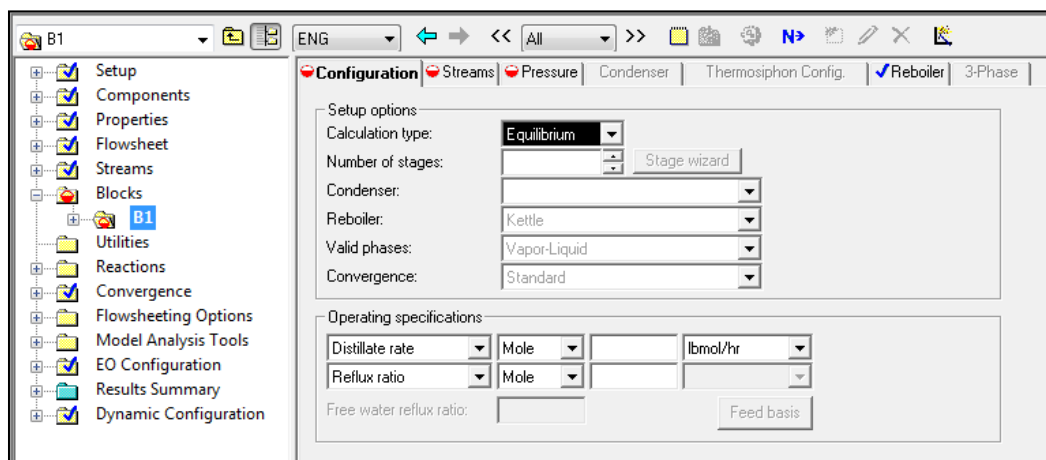 B1 ENG << All >> N>
Configuration Streams Pressure Condenser Thermosiphon Config. Reboiler 3-Phase
Setup
Components
Properties
Flowsheet
Streams
Blocks
B1
Utilities
Reactions
Convergence
Flowsheeting Options
Model Analysis Tools
EO Configuration
Results Summary
Dynamic Configuration
Setup options
Calculation type: Equilibrium
Number of stages: Stage wizard
Condenser:
Reboiler: Kettle
Valid phases: Vapor-Liquid
Convergence: Standard
Operating specifications
Distillate rate Mole lbmol/hr
Reflux ratio Mole
Free water reflux ratio: Feed basis